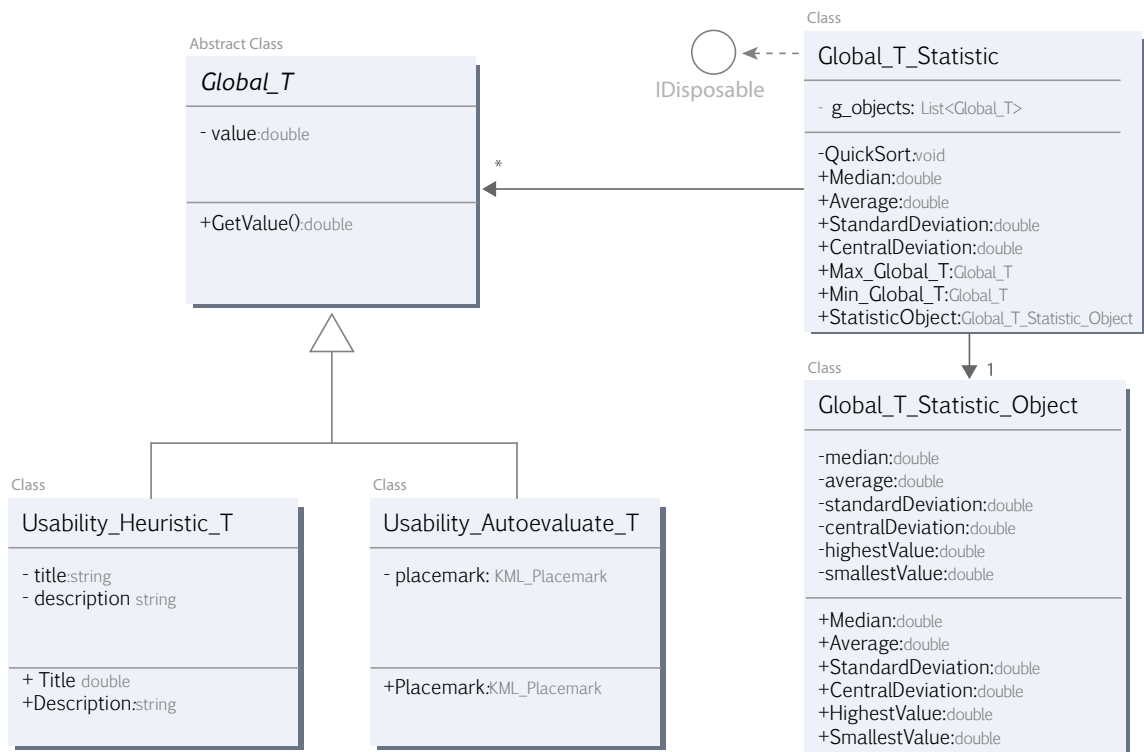 Abstract Class
Global_T
- value:double
+GetValue():double
IDisposable
*
Class
Global_T_Statistic
- g_objects: List<Global_T>
-QuickSort:void
+Median:double
+Average:double
+StandardDeviation:double
+CentralDeviation:double
+Max_Global_T:Global_T
+Min_Global_T:Global_T
+StatisticObject:Global_T_Statistic_Object
1
Class
Global_T_Statistic_Object
-median:double
-average:double
-standardDeviation:double
-centralDeviation:double
-highestValue:double
-smallestValue:double
+Median:double
+Average:double
+StandardDeviation:double
+CentralDeviation:double
+HighestValue:double
+SmallestValue:double
Class
Usability_Heuristic_T
- title:string
- description string
+ Title double
+Description:string
Class
Usability_Autoevaluate_T
- placemark: KML_Placemark
+Placemark:KML_Placemark